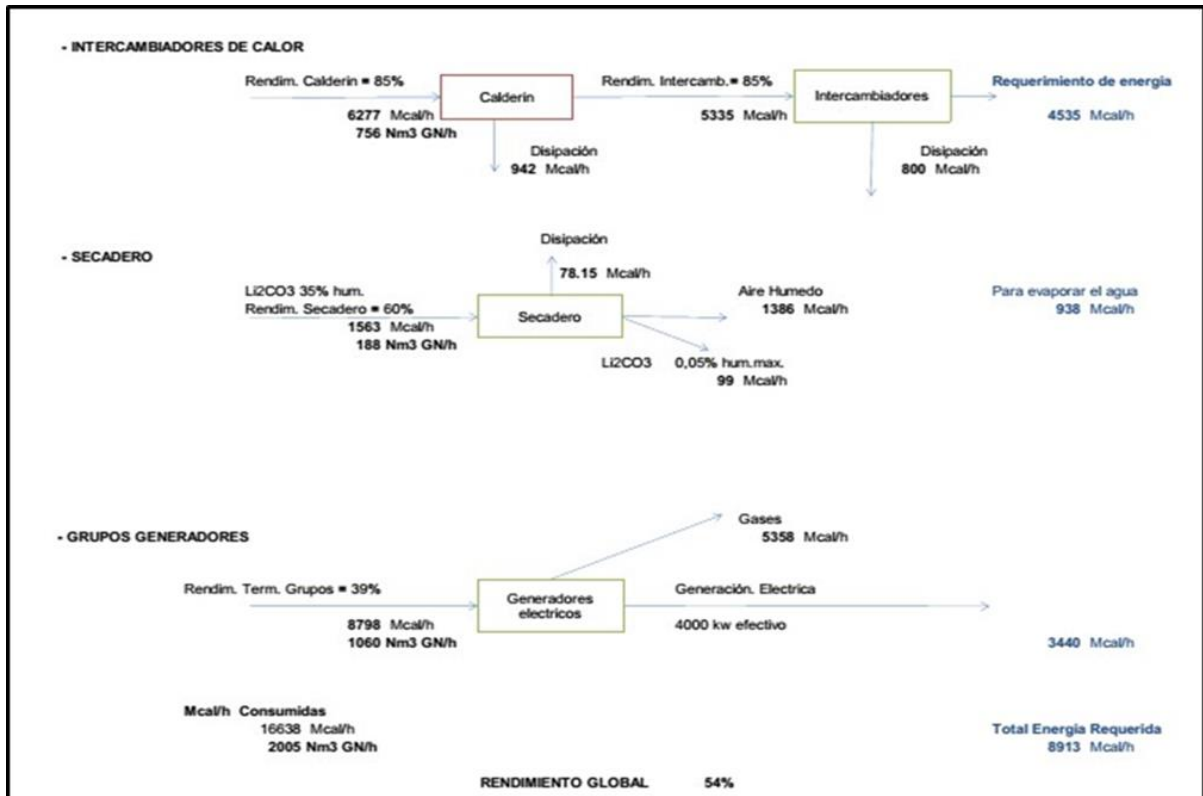 - INTERCAMBIADORES DE CALOR
Rendim. Calderin = 85%
Calderin
Rendim. Intercamb.= 85%
Intercambiadores
Requerimiento de energia
6277 Mcal/h
5335 Mcal/h
4535 Mcal/h
756 Nm3 GN/h
Disipación
942 Mcal/h
Disipación
800 Mcal/h
- SECADERO
Disipación
78.15 Mcal/h
Li2CO3 35% hum.
Rendim. Secadero = 60%
1563 Mcal/h
188 Nm3 GN/h
Secadero
Aire Humedo
1386 Mcal/h
Para evaporar el agua
938 Mcal/h
Li2CO3 0,05% hum.max.
99 Mcal/h
- GRUPOS GENERADORES
Gases
5358 Mcal/h
Rendim. Term. Grupos = 39%
8798 Mcal/h
1060 Nm3 GN/h
Generadores
electricos
Generación. Electrica
4000 kw efectivo
3440 Mcal/h
Mcal/h Consumidas
16638 Mcal/h
2005 Nm3 GN/h
Total Energia Requerida
8913 Mcal/h
RENDIMIENTO GLOBAL 54%